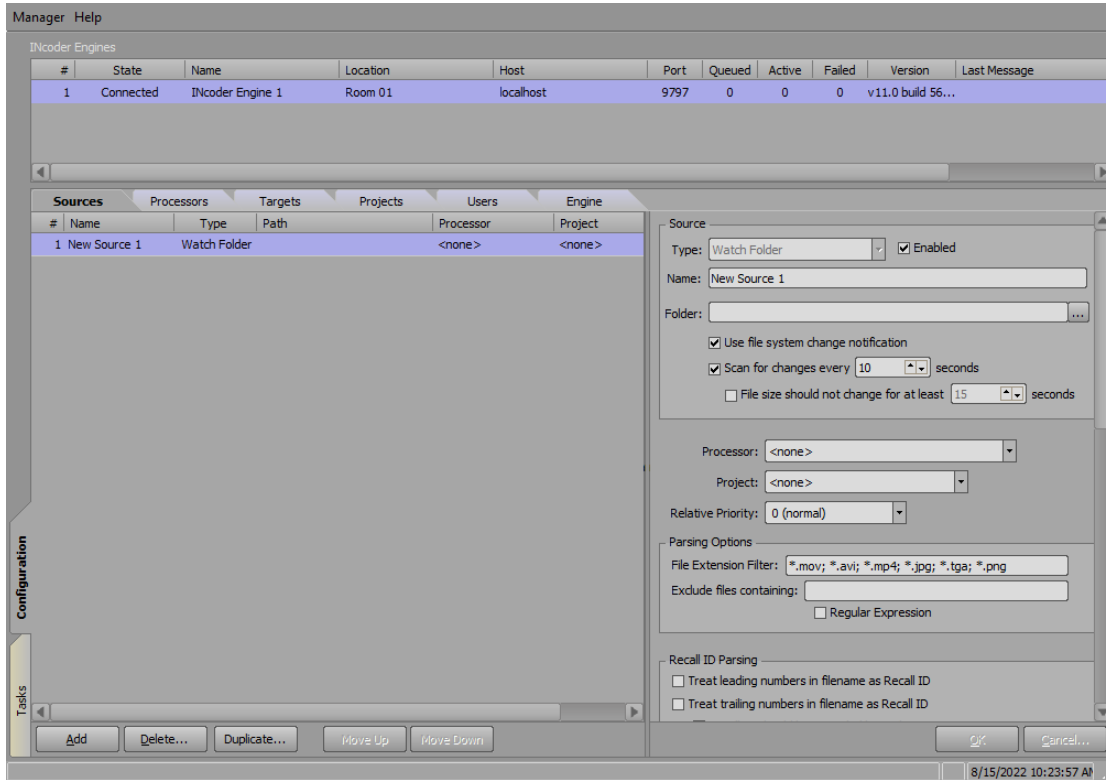 Manager Help
INcoder Engines
# State Name Location Host Port Queued Active Failed Version Last Message
1 Connected INcoder Engine 1 Room 01 localhost 9797 0 0 0 v11.0 build 56...
Sources Processors Targets Projects Users Engine
# Name Type Path Processor Project
1 New Source 1 Watch Folder <none> <none>
Source
Type: Watch Folder Enabled
Name: New Source 1
Folder: ...
Use file system change notification
Scan for changes every 10 seconds
File size should not change for at least 15 seconds
Processor: <none>
Project: <none>
Relative Priority: 0 (normal)
Parsing Options
File Extension Filter: *.mov; *.avi; *.mp4; *.jpg; *.tga; *.png
Exclude files containing:
Regular Expression
Recall ID Parsing
Treat leading numbers in filename as Recall ID
Treat trailing numbers in filename as Recall ID
Configuration
Tasks
Add Delete... Duplicate... Move Up Move Down OK Cancel...
8/15/2022 10:23:57 AM